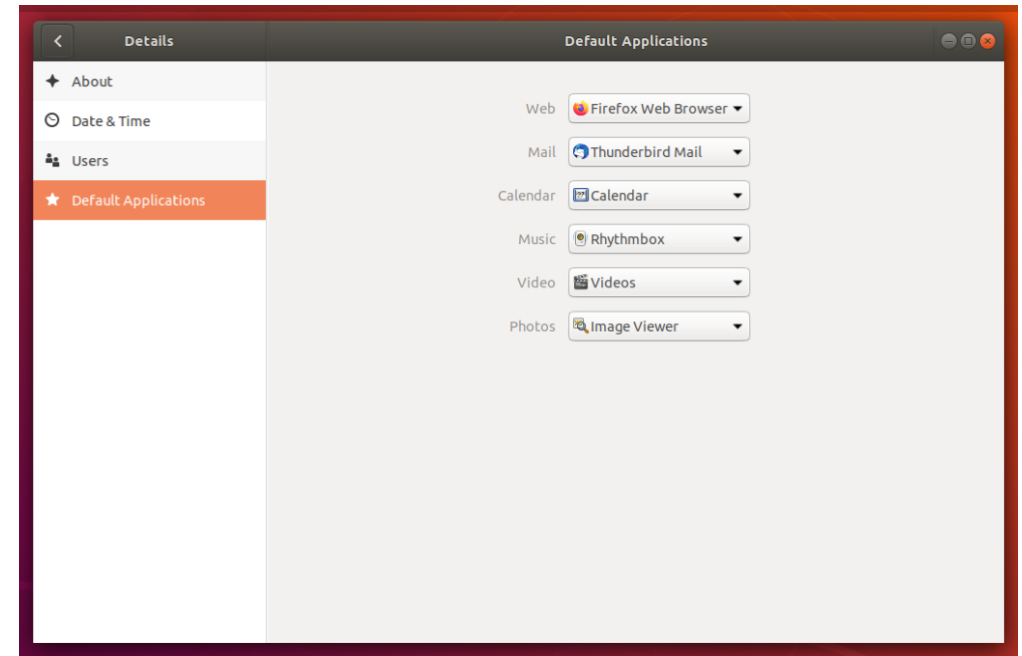 Details
Default Applications
About
Date & Time
Users
Default Applications
Web Firefox Web Browser
Mail Thunderbird Mail
Calendar Calendar
Music Rhythmbox
Video Videos
Photos Image Viewer